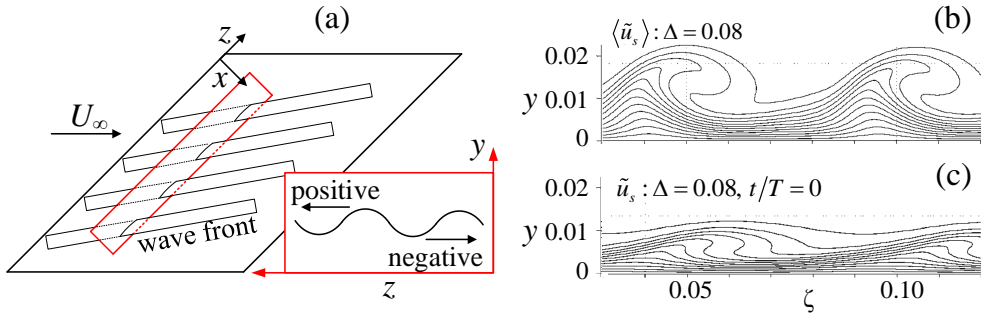 (a)
z
x
U∞
wave front
y
positive
negative
z
(b)
⟨ũₛ⟩ : Δ = 0.08
0.02
y 0.01
0
(c)
ũₛ : Δ = 0.08, t/T = 0
0.02
y 0.01
0
0.05 ζ 0.10